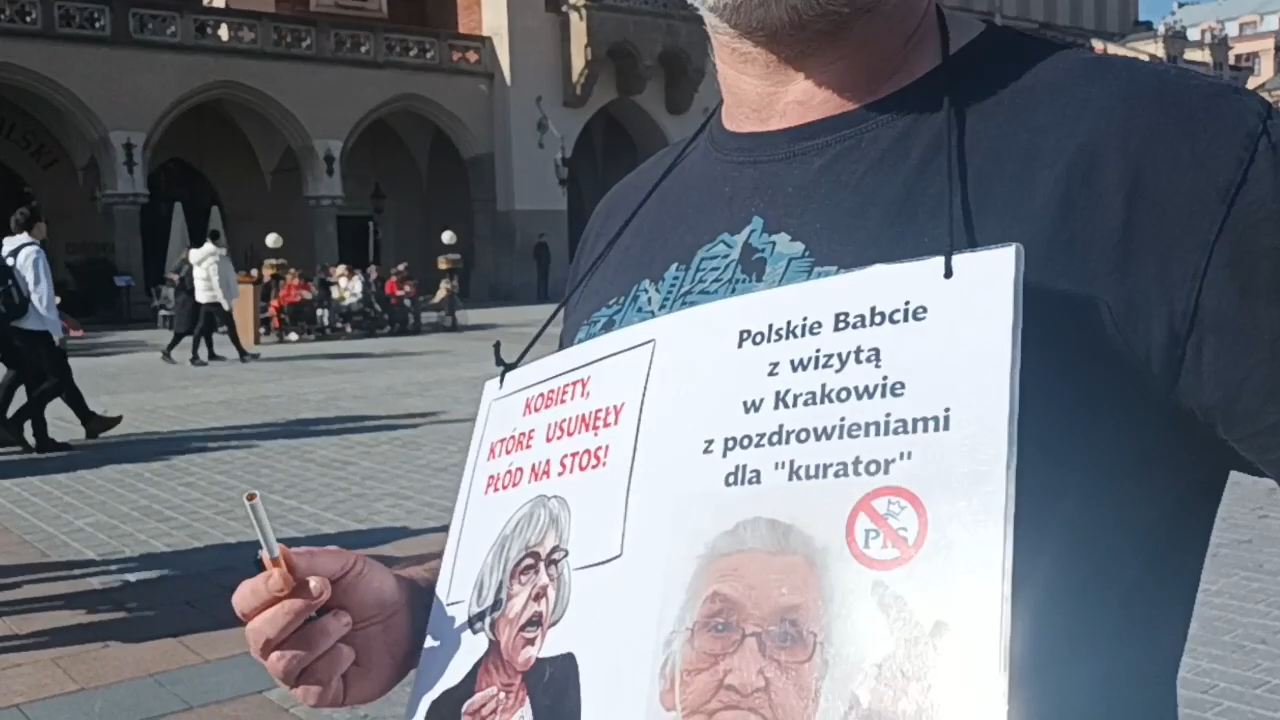 KOBIETY,
KTÓRE USUNĘŁY
PŁÓD NA STOS!
Polskie Babcie
z wizytą
w Krakowie
z pozdrowieniami
dla "kurator"
PiS